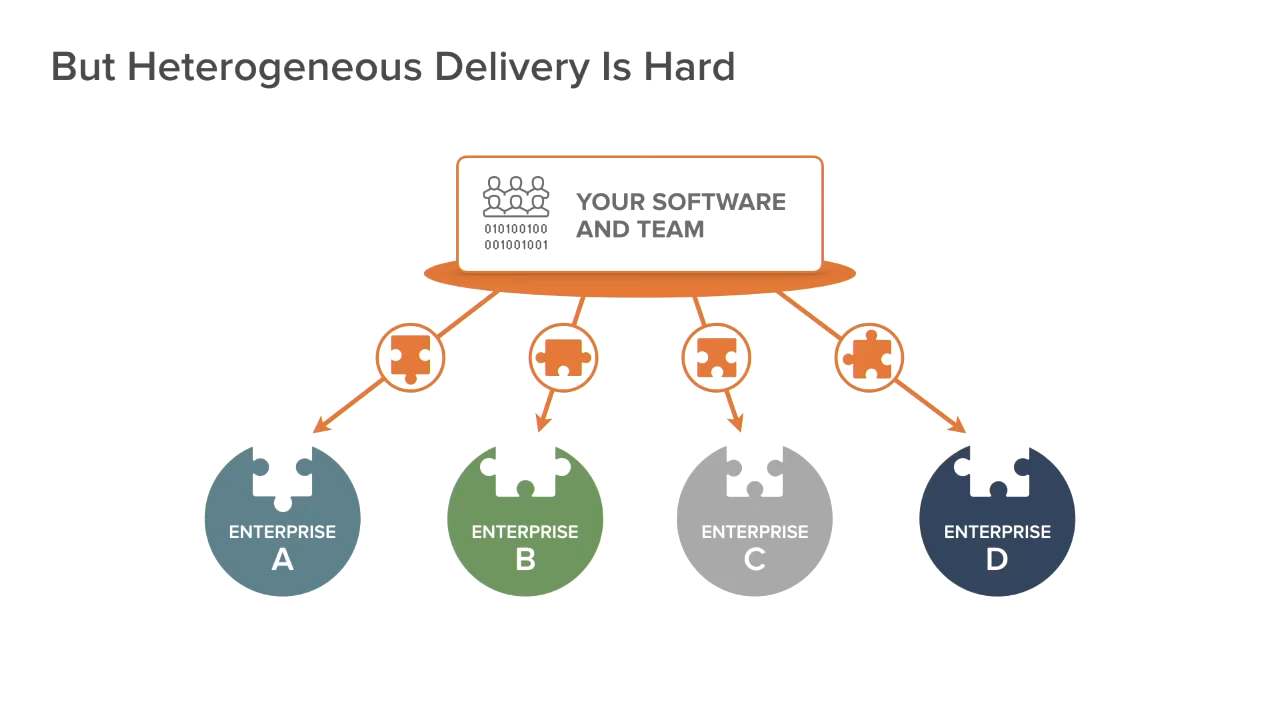 But Heterogeneous Delivery Is Hard
YOUR SOFTWARE
AND TEAM
010100100
001001001
ENTERPRISE
A
ENTERPRISE
B
ENTERPRISE
C
ENTERPRISE
D